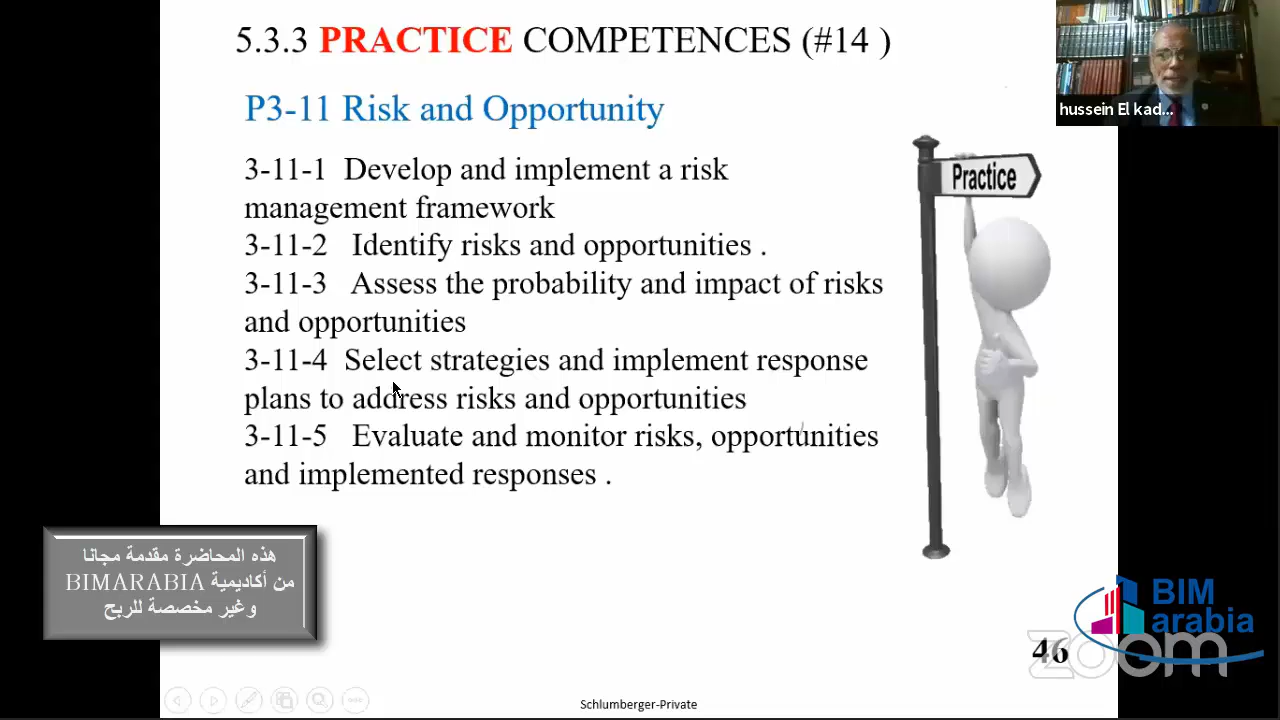 5.3.3 PRACTICE COMPETENCES (#14 )
hussein El kad...
P3-11 Risk and Opportunity
3-11-1 Develop and implement a risk
management framework
3-11-2 Identify risks and opportunities .
3-11-3 Assess the probability and impact of risks
and opportunities
3-11-4 Select strategies and implement response
plans to address risks and opportunities
3-11-5 Evaluate and monitor risks, opportunities
and implemented responses .
Practice
هذه المحاضرة مقدمة مجانا
من أكاديمية BIMARABIA
وغير مخصصة للربح
BIM
arabia
zoom
46
Schlumberger-Private